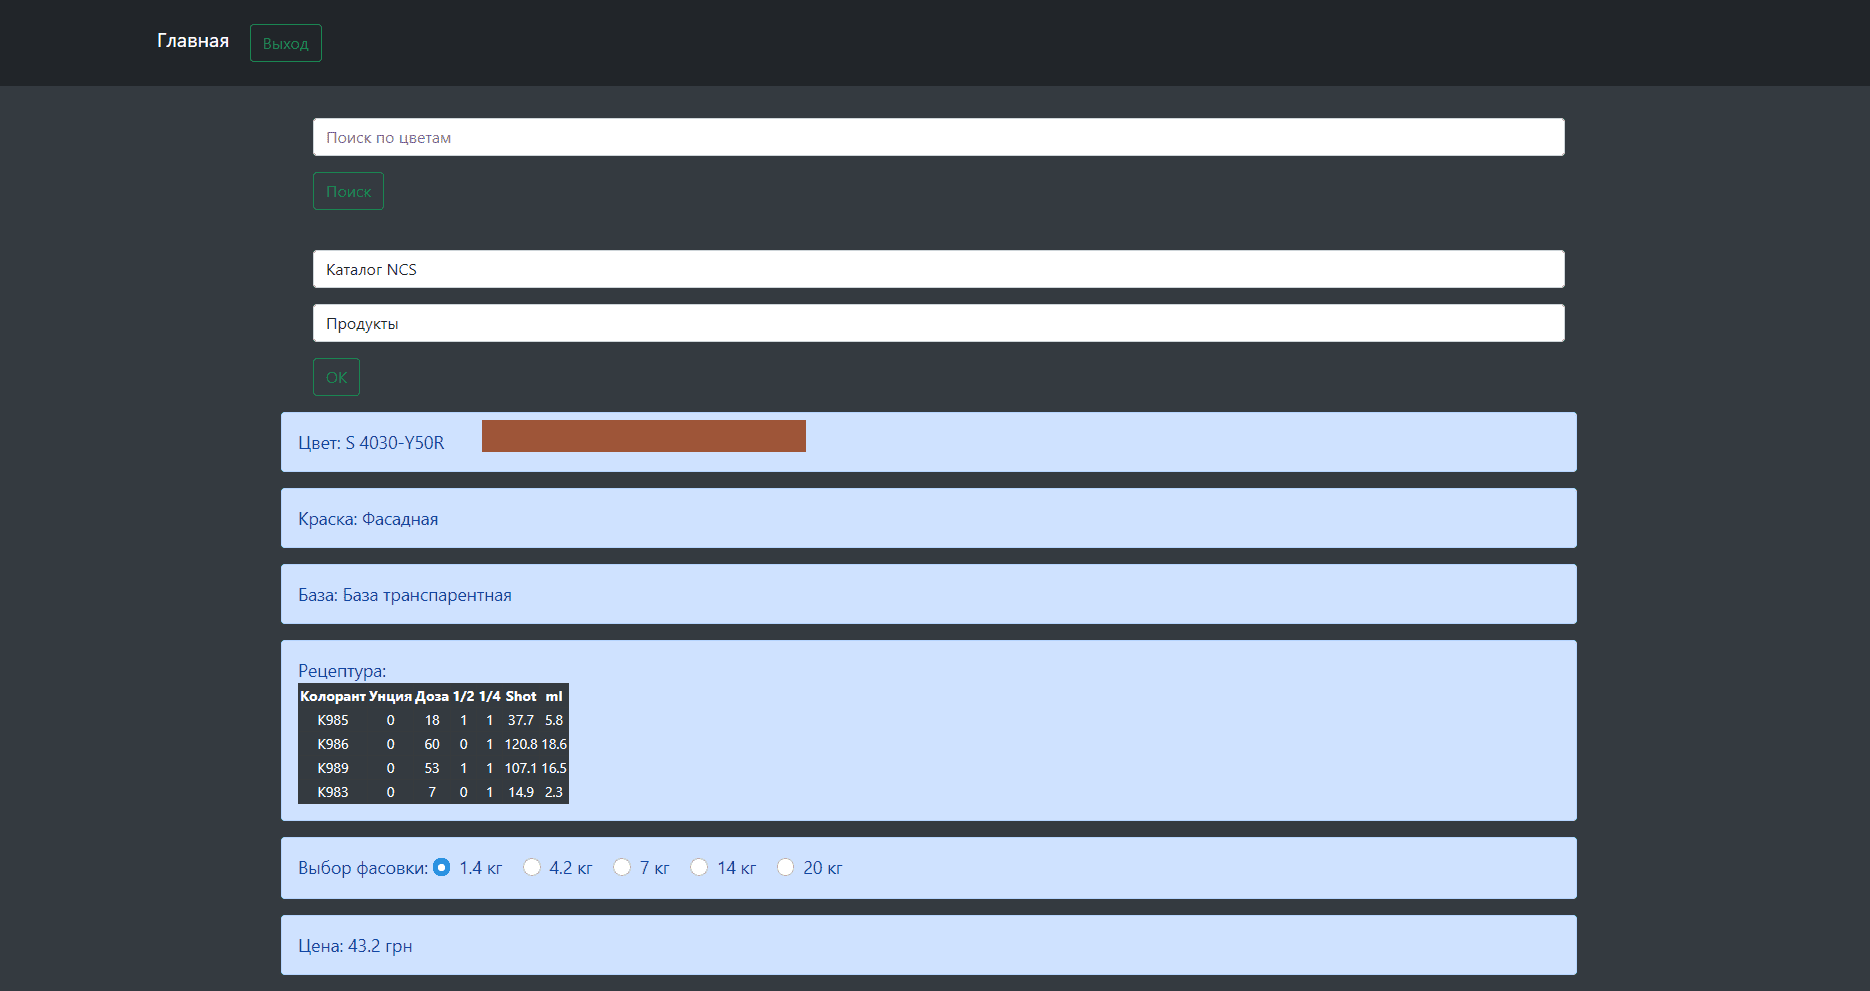 Главная Выход
Поиск по цветам
Поиск
Каталог NCS
Продукты
OK
Цвет: S 4030-Y50R
Краска: Фасадная
База: База транспарентная
Рецептура:
Колорант Унция Доза 1/2 1/4 Shot ml
K985 0 18 1 1 37.7 5.8
K986 0 60 0 1 120.8 18.6
K989 0 53 1 1 107.1 16.5
K983 0 7 0 1 14.9 2.3
Выбор фасовки: 1.4 кг 4.2 кг 7 кг 14 кг 20 кг
Цена: 43.2 грн